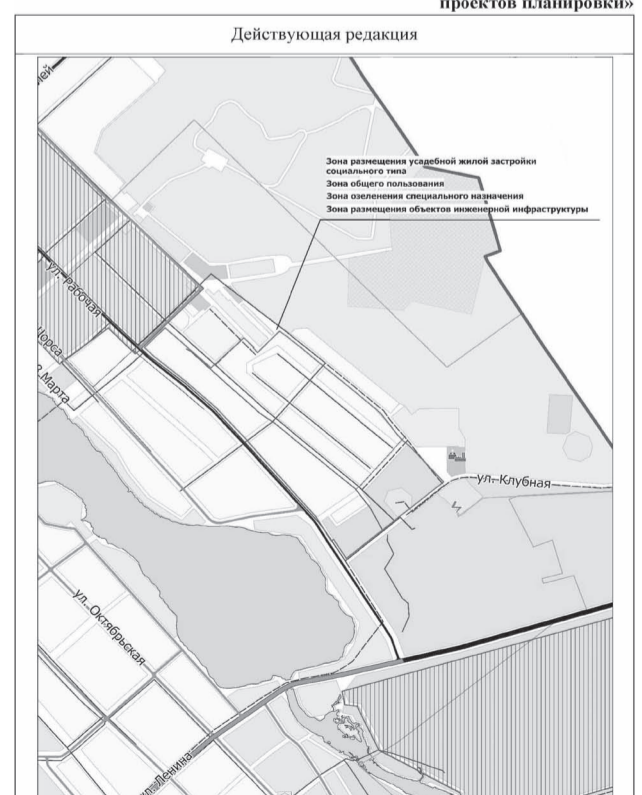 проектов планировки»
Действующая редакция
Зона размещения усадебной жилой застройки
социального типа
Зона общего пользования
Зона озеленения специального назначения
Зона размещения объектов инженерной инфраструктуры
ул. Рабочая
8 Марта
ул. Клубная
ул. Октябрьская
ул. Ленина